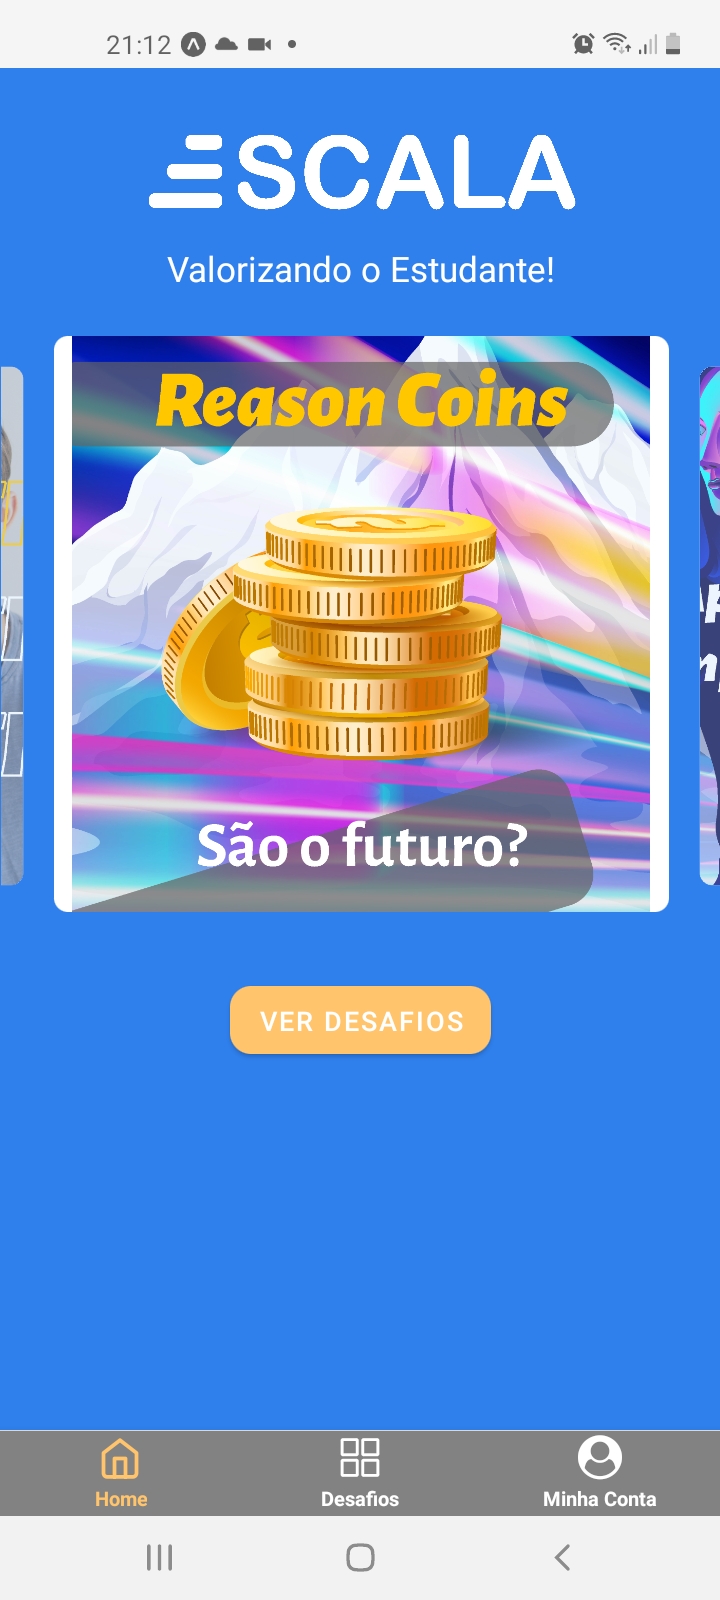 21:12
ESCALA
Valorizando o Estudante!
Reason Coins
São o futuro?
VER DESAFIOS
Home
Desafios
Minha Conta